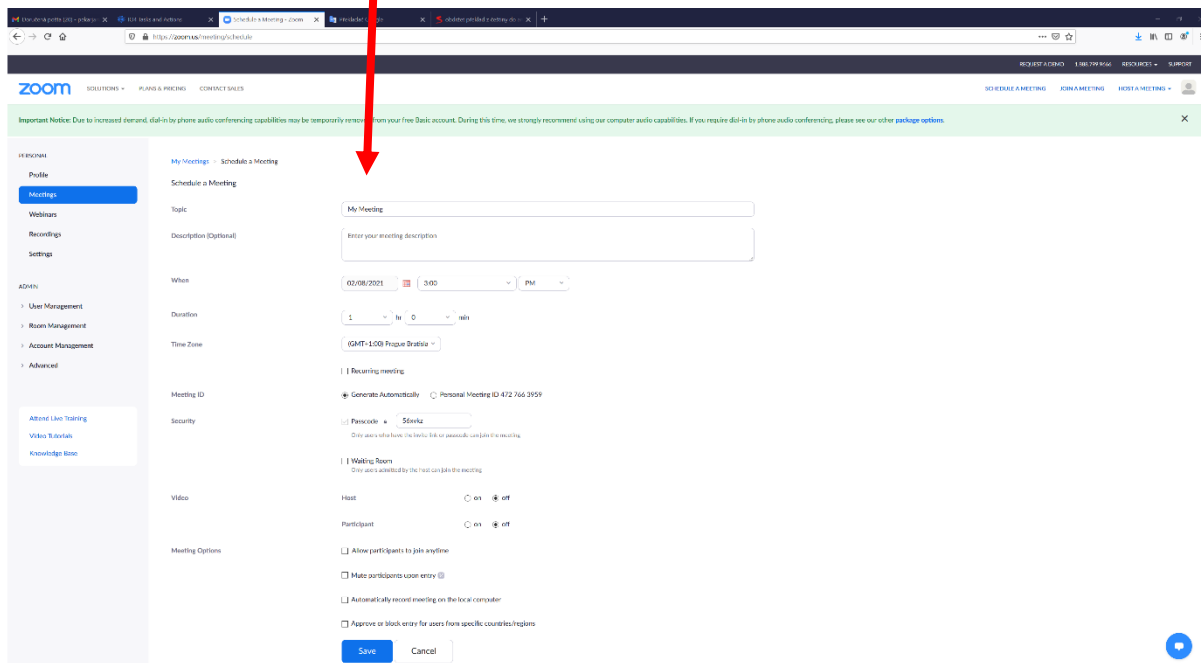 Schedule a Meeting - Zoom
https://zoom.us/meeting/schedule
REQUEST A DEMO 1.888.799.9666 RESOURCES SUPPORT
zoom SOLUTIONS PLANS & PRICING CONTACT SALES SCHEDULE A MEETING JOIN A MEETING HOST A MEETING
Important Notice: Due to increased demand, dial-in by phone audio conferencing capabilities may be temporarily from your free Basic account. During this time, we strongly recommend using our computer audio capabilities. If you require dial-in by phone audio conferencing, please see our other package options.
PERSONAL
Profile
Meetings
Webinars
Recordings
Settings
ADMIN
User Management
Room Management
Account Management
Advanced
Attend Live Training
Video Tutorials
Knowledge Base
My Meetings > Schedule a Meeting
Schedule a Meeting
Topic My Meeting
Description (Optional) Enter your meeting description
When 02/08/2021 3:00 PM
Duration 1 hr 0 min
Time Zone (GMT+1:00) Prague Bratisla
Recurring meeting
Meeting ID Generate Automatically Personal Meeting ID 472 766 3959
Security Passcode
Only users who have the invite link or passcode can join the meeting
Waiting Room
Only users admitted by the host can join the meeting
Video Host on off
Participant on off
Meeting Options Allow participants to join anytime
Mute participants upon entry
Automatically record meeting on the local computer
Approve or block entry for users from specific countries/regions
Save Cancel